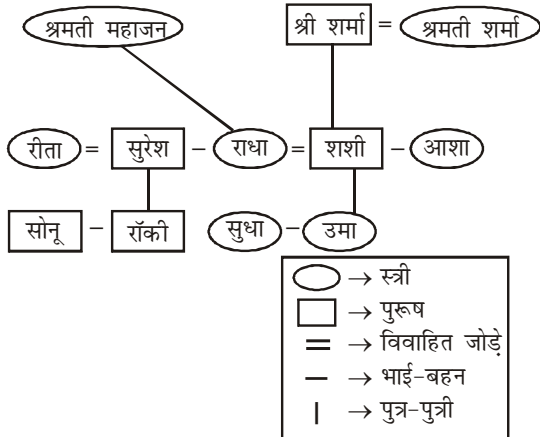 श्रमती महाजन श्री शर्मा = श्रमती शर्मा
रीता = सुरेश – राधा = शशी – आशा
सोनू – रॉकी सुधा – उमा
→ स्त्री
→ पुरूष
= → विवाहित जोड़े
– → भाई-बहन
| → पुत्र-पुत्री